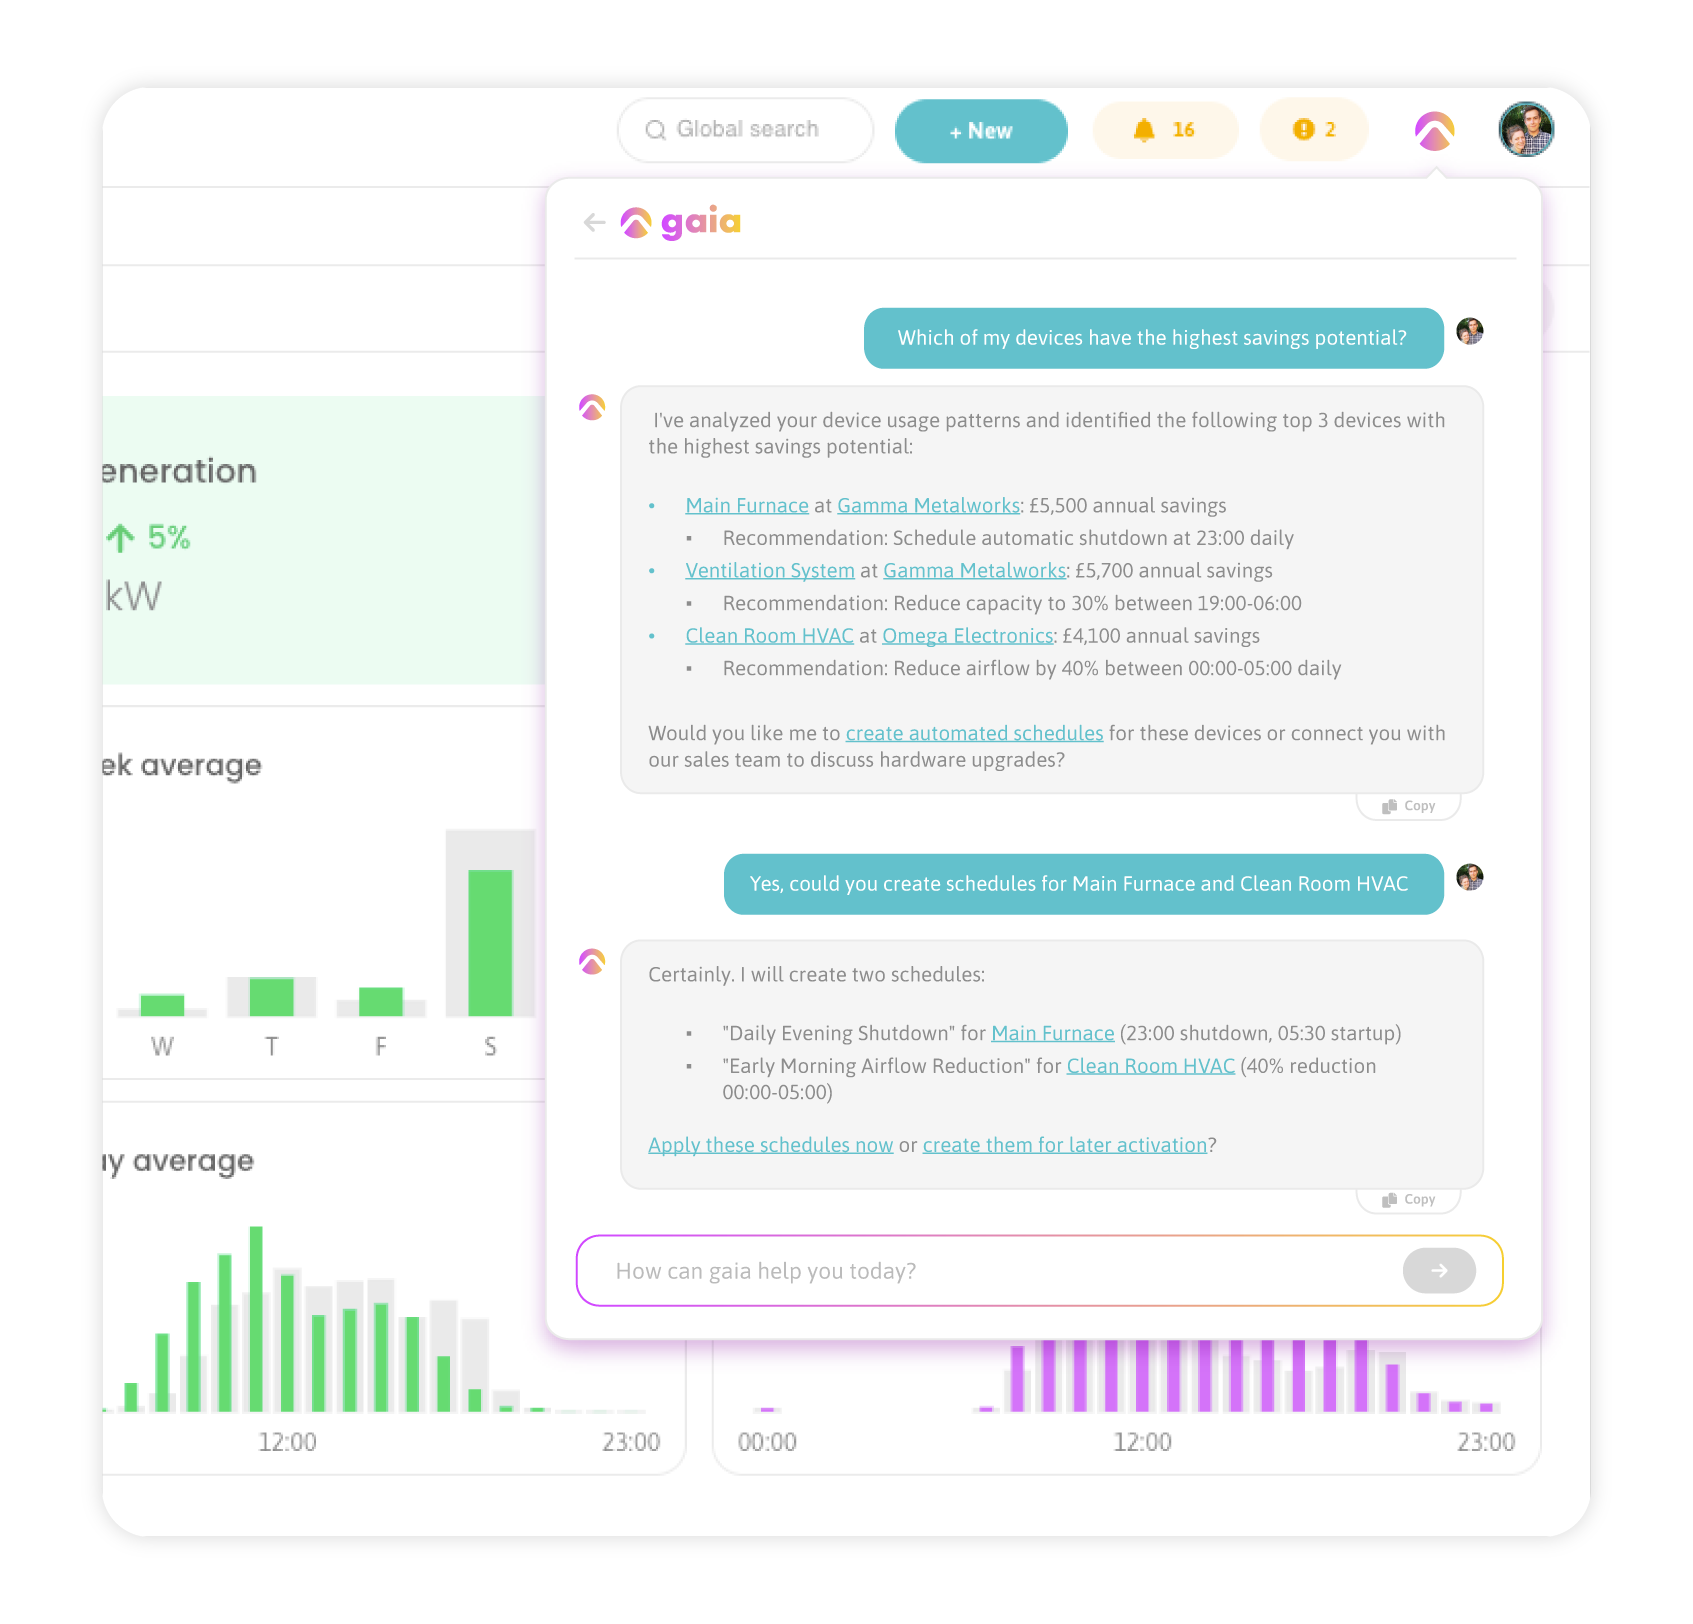 Global search
+ New
16
2
gaia
Which of my devices have the highest savings potential?
I've analyzed your device usage patterns and identified the following top 3 devices with
the highest savings potential:
• Main Furnace at Gamma Metalworks: £5,500 annual savings
▪ Recommendation: Schedule automatic shutdown at 23:00 daily
• Ventilation System at Gamma Metalworks: £5,700 annual savings
▪ Recommendation: Reduce capacity to 30% between 19:00-06:00
• Clean Room HVAC at Omega Electronics: £4,100 annual savings
▪ Recommendation: Reduce airflow by 40% between 00:00-05:00 daily
Would you like me to create automated schedules for these devices or connect you with
our sales team to discuss hardware upgrades?
Copy
Yes, could you create schedules for Main Furnace and Clean Room HVAC
Certainly. I will create two schedules:
▪ "Daily Evening Shutdown" for Main Furnace (23:00 shutdown, 05:30 startup)
▪ "Early Morning Airflow Reduction" for Clean Room HVAC (40% reduction
00:00-05:00)
Apply these schedules now or create them for later activation?
Copy
How can gaia help you today?
eneration
5%
kW
ek average
W T F S
ay average
12:00 23:00
00:00 12:00 23:00